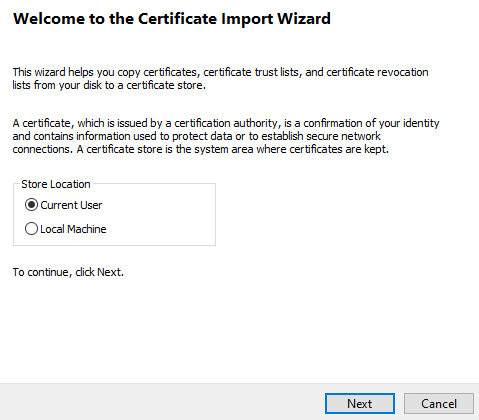 Welcome to the Certificate Import Wizard
This wizard helps you copy certificates, certificate trust lists, and certificate revocation
lists from your disk to a certificate store.
A certificate, which is issued by a certification authority, is a confirmation of your identity
and contains information used to protect data or to establish secure network
connections. A certificate store is the system area where certificates are kept.
Store Location
Current User
Local Machine
To continue, click Next.
Next Cancel